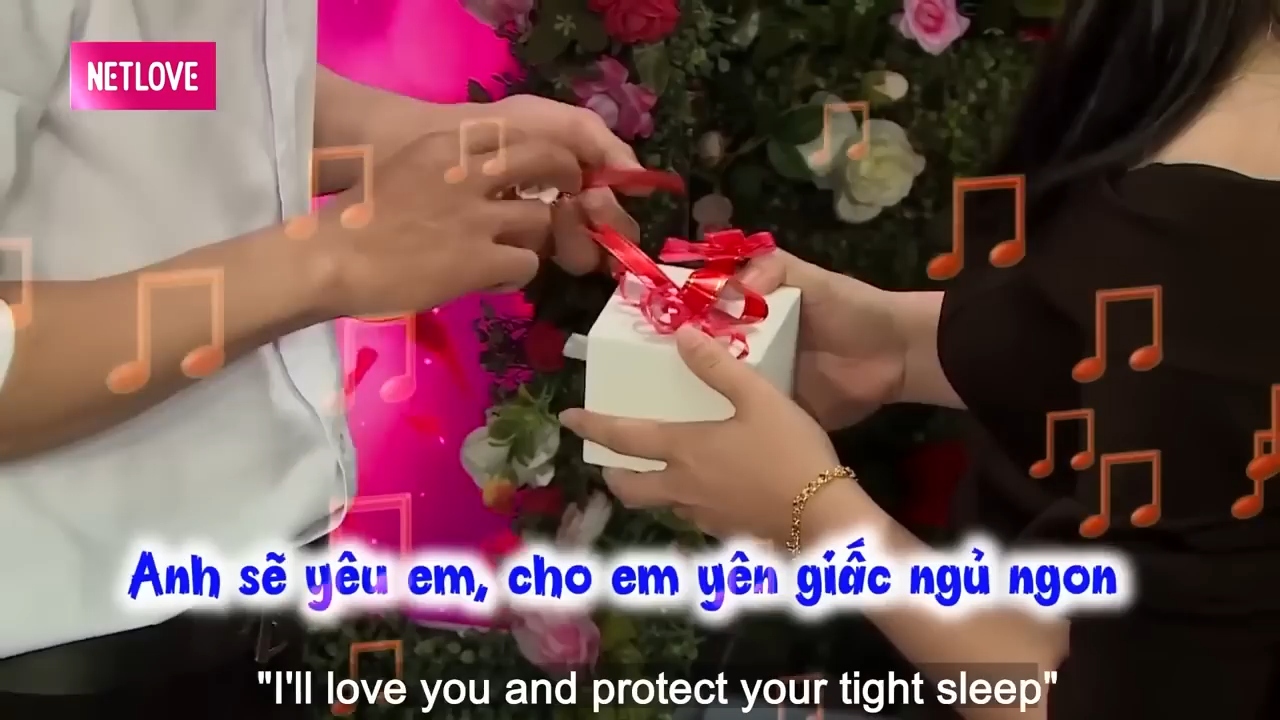 NETLOVE
Anh sẽ yêu em, cho em yên giấc ngủ ngon
"I'll love you and protect your tight sleep"